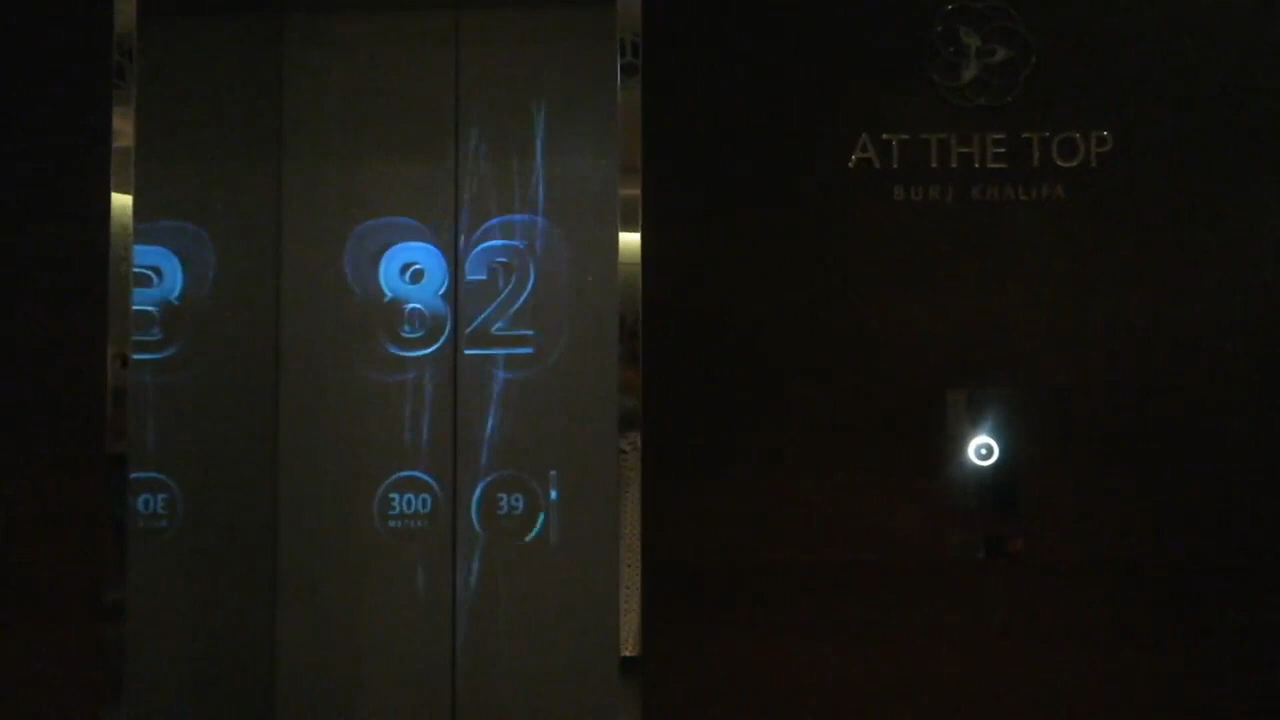 82
300
METERS
39
AT THE TOP
BURJ KHALIFA